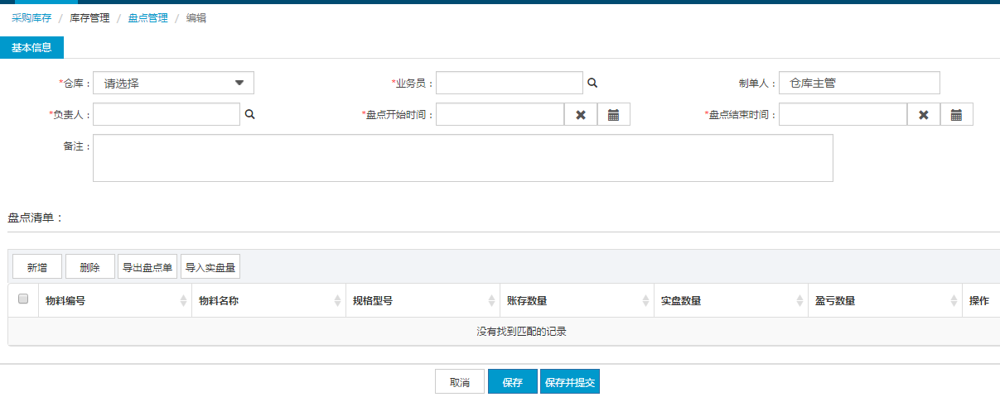 采购库存 / 库存管理 / 盘点管理 / 编辑
基本信息
*仓库： 请选择 *业务员： 制单人： 仓库主管
*负责人： *盘点开始时间： *盘点结束时间：
备注：
盘点清单：
新增 删除 导出盘点单 导入实盘量
物料编号 物料名称 规格型号 账存数量 实盘数量 盈亏数量 操作
没有找到匹配的记录
取消 保存 保存并提交